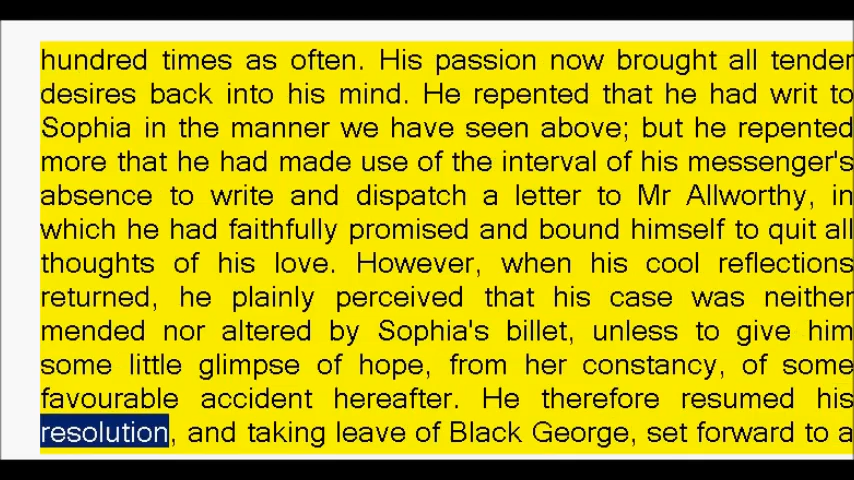 hundred times as often. His passion now brought all tender
desires back into his mind. He repented that he had writ to
Sophia in the manner we have seen above; but he repented
more that he had made use of the interval of his messenger's
absence to write and dispatch a letter to Mr Allworthy, in
which he had faithfully promised and bound himself to quit all
thoughts of his love. However, when his cool reflections
returned, he plainly perceived that his case was neither
mended nor altered by Sophia's billet, unless to give him
some little glimpse of hope, from her constancy, of some
favourable accident hereafter. He therefore resumed his
resolution, and taking leave of Black George, set forward to a